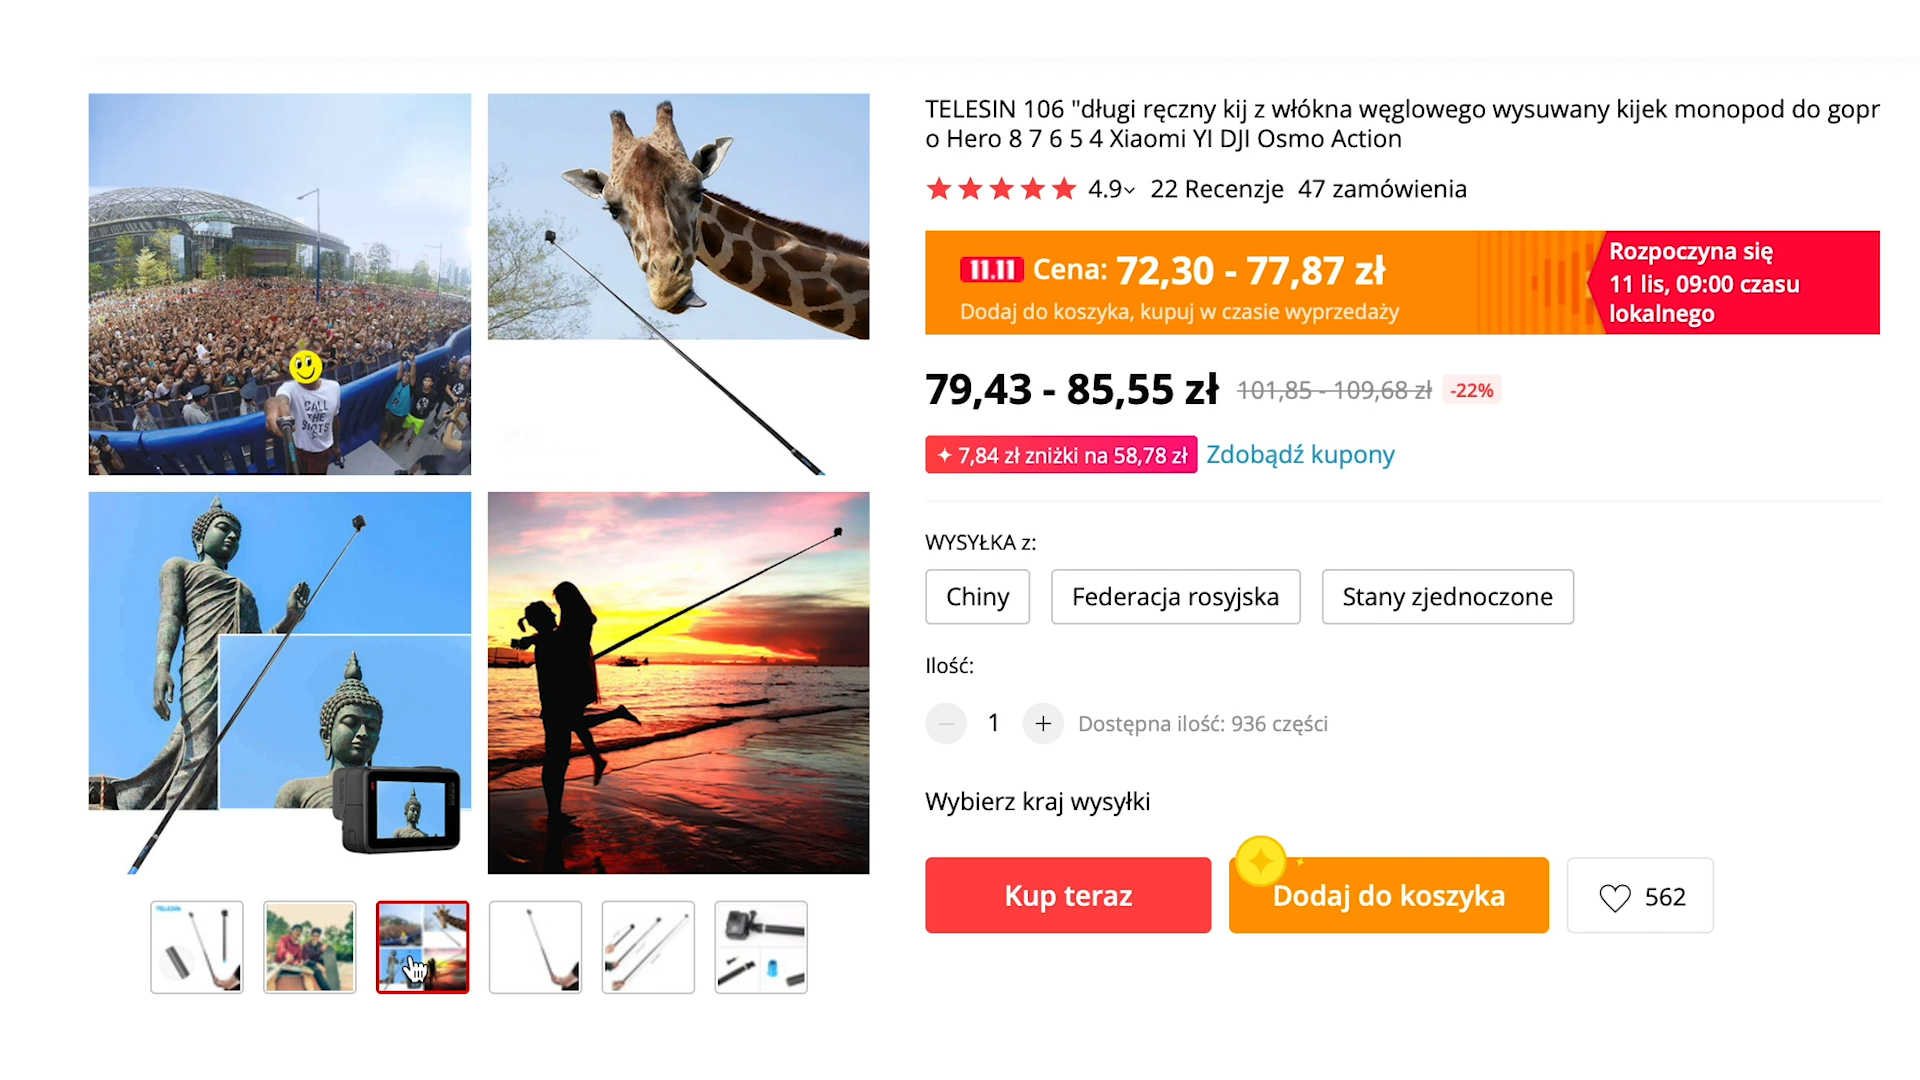 TELESIN 106 "długi ręczny kij z włókna węglowego wysuwany kijek monopod do gopr
o Hero 8 7 6 5 4 Xiaomi YI DJI Osmo Action
4.9 22 Recenzje 47 zamówienia
11.11 Cena: 72,30 - 77,87 zł
Dodaj do koszyka, kupuj w czasie wyprzedaży
Rozpoczyna się
11 lis, 09:00 czasu
lokalnego
79,43 - 85,55 zł 101,85 - 109,68 zł -22%
7,84 zł zniżki na 58,78 zł Zdobądź kupony
WYSYŁKA z:
Chiny Federacja rosyjska Stany zjednoczone
Ilość:
1 Dostępna ilość: 936 części
Wybierz kraj wysyłki
Kup teraz Dodaj do koszyka 562
CALL
THE
SHOTS
TELESIN